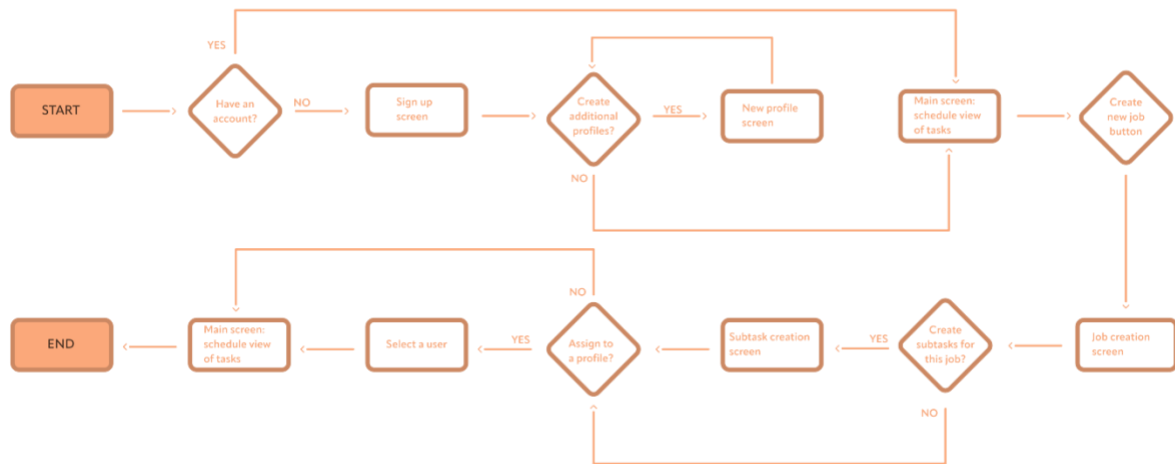 YES
START
Have an
account?
NO
Sign up
screen
Create
additional
profiles?
YES
New profile
screen
Main screen:
schedule view
of tasks
Create
new job
button
NO
NO
END
Main screen:
schedule view
of tasks
Select a user
YES
Assign to
a profile?
Subtask creation
screen
YES
Create
subtasks for
this job?
Job creation
screen
NO